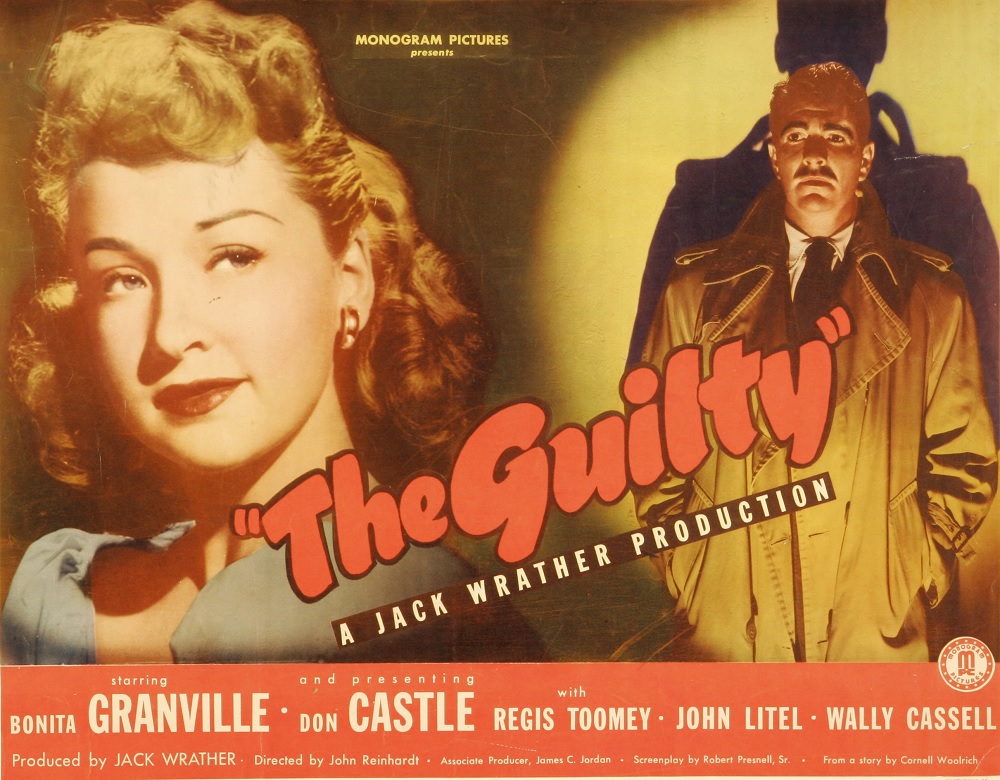 MONOGRAM PICTURES
presents
"The Guilty"
A JACK WRATHER PRODUCTION
starring
BONITA GRANVILLE ·
and presenting
DON CASTLE
with
REGIS TOOMEY · JOHN LITEL · WALLY CASSELL
MONOGRAM PICTURES
Produced by JACK WRATHER · Directed by John Reinhardt · Associate Producer, James C. Jordan · Screenplay by Robert Presnell, Sr. · From a story by Cornell Woolrich